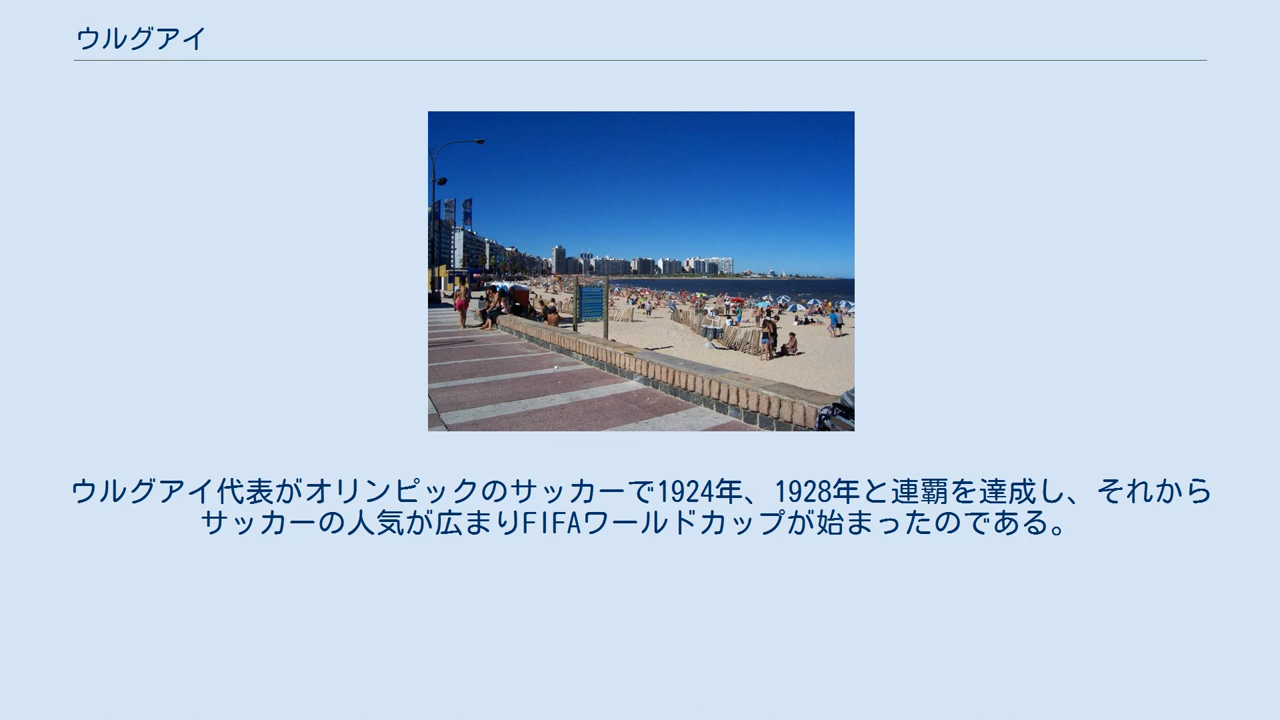 ウルグアイ
ウルグアイ代表がオリンピックのサッカーで1924年、1928年と連覇を達成し、それから
サッカーの人気が広まりFIFAワールドカップが始まったのである。